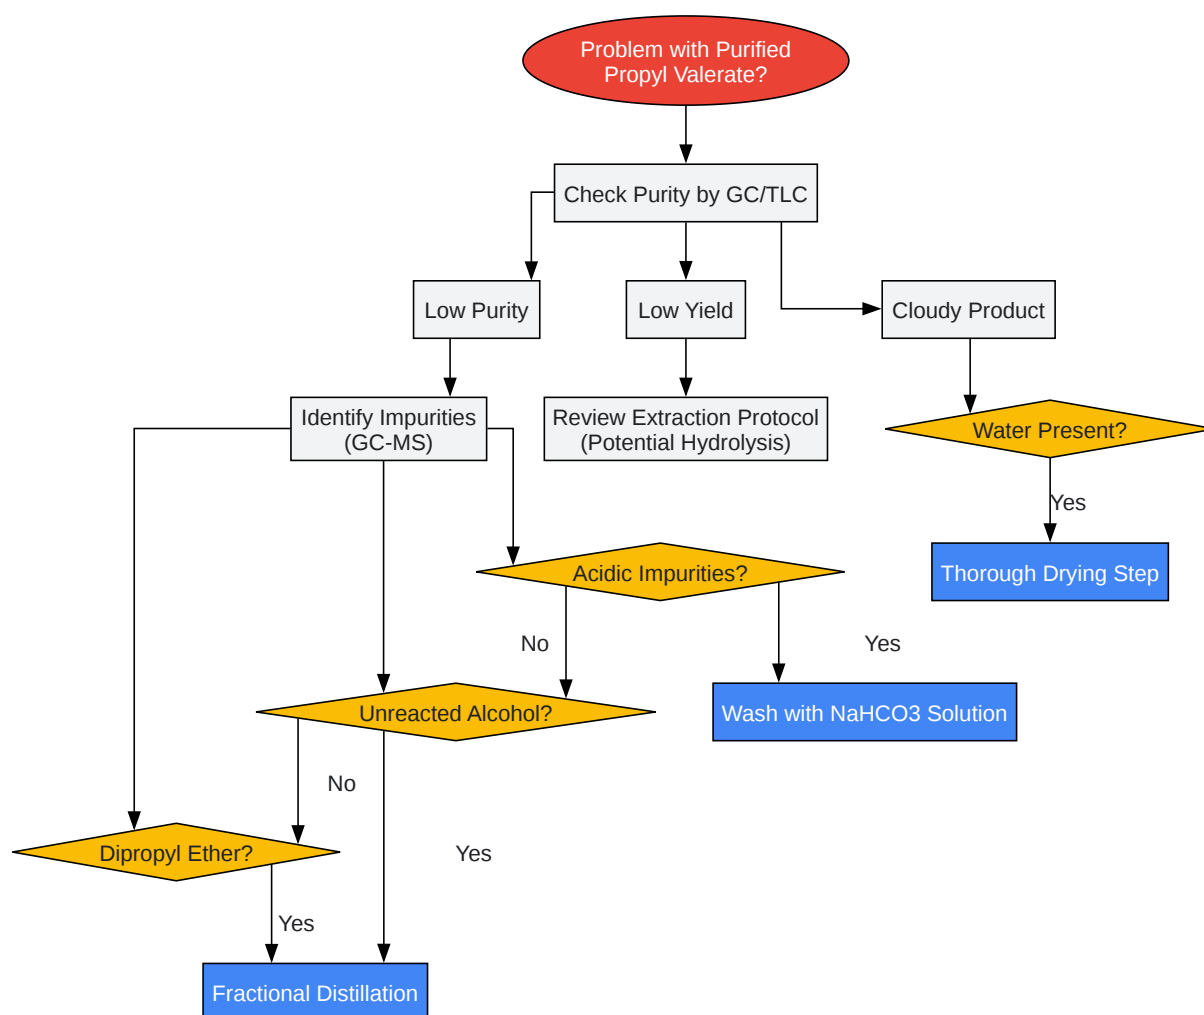 Problem with Purified
Propyl Valerate?
Check Purity by GC/TLC
Low Purity
Low Yield
Cloudy Product
Identify Impurities
(GC-MS)
Review Extraction Protocol
(Potential Hydrolysis)
Water Present?
Yes
Acidic Impurities?
Thorough Drying Step
No
Yes
Unreacted Alcohol?
Wash with NaHCO3 Solution
No
Dipropyl Ether?
Yes
Yes
Fractional Distillation